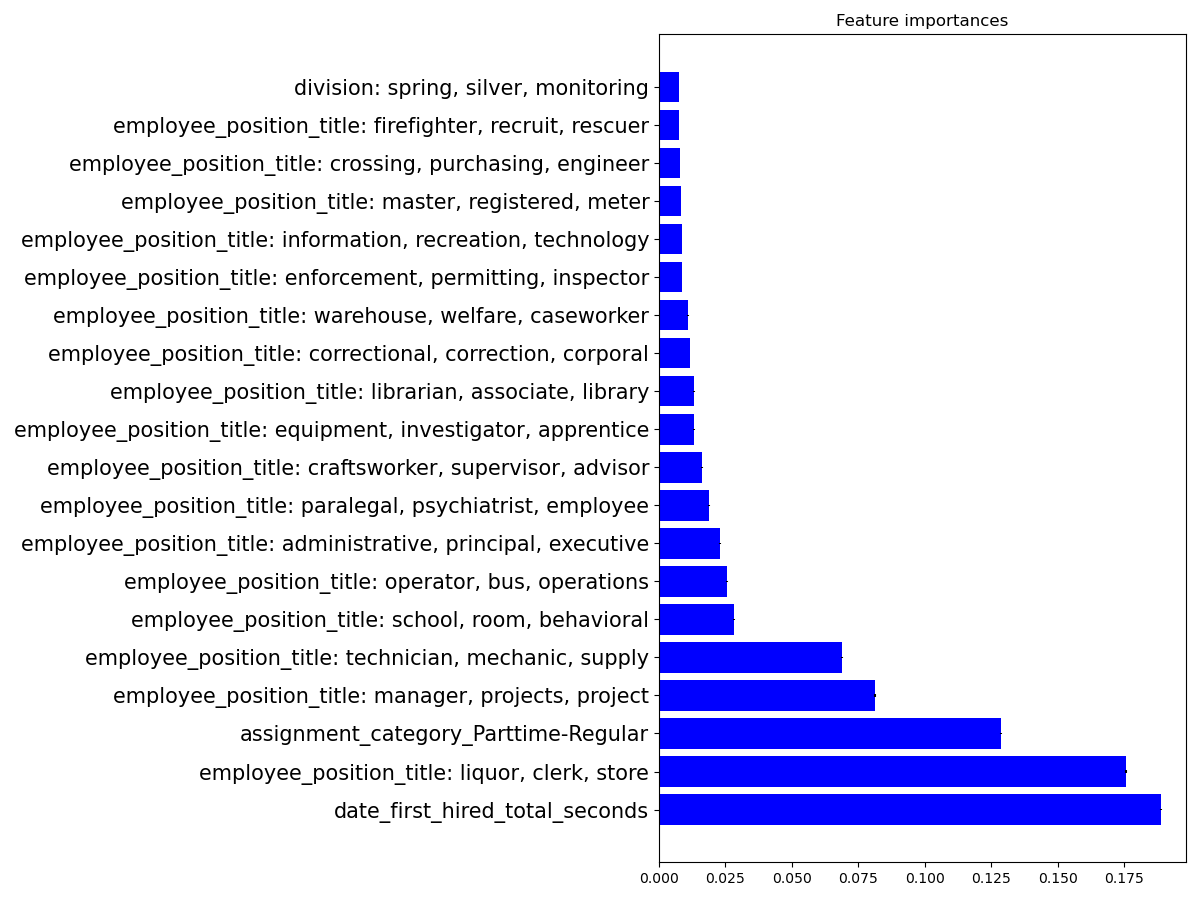 Feature importances
division: spring, silver, monitoring
employee_position_title: firefighter, recruit, rescuer
employee_position_title: crossing, purchasing, engineer
employee_position_title: master, registered, meter
employee_position_title: information, recreation, technology
employee_position_title: enforcement, permitting, inspector
employee_position_title: warehouse, welfare, caseworker
employee_position_title: correctional, correction, corporal
employee_position_title: librarian, associate, library
employee_position_title: equipment, investigator, apprentice
employee_position_title: craftsworker, supervisor, advisor
employee_position_title: paralegal, psychiatrist, employee
employee_position_title: administrative, principal, executive
employee_position_title: operator, bus, operations
employee_position_title: school, room, behavioral
employee_position_title: technician, mechanic, supply
employee_position_title: manager, projects, project
assignment_category_Parttime-Regular
employee_position_title: liquor, clerk, store
date_first_hired_total_seconds
0.000 0.025 0.050 0.075 0.100 0.125 0.150 0.175